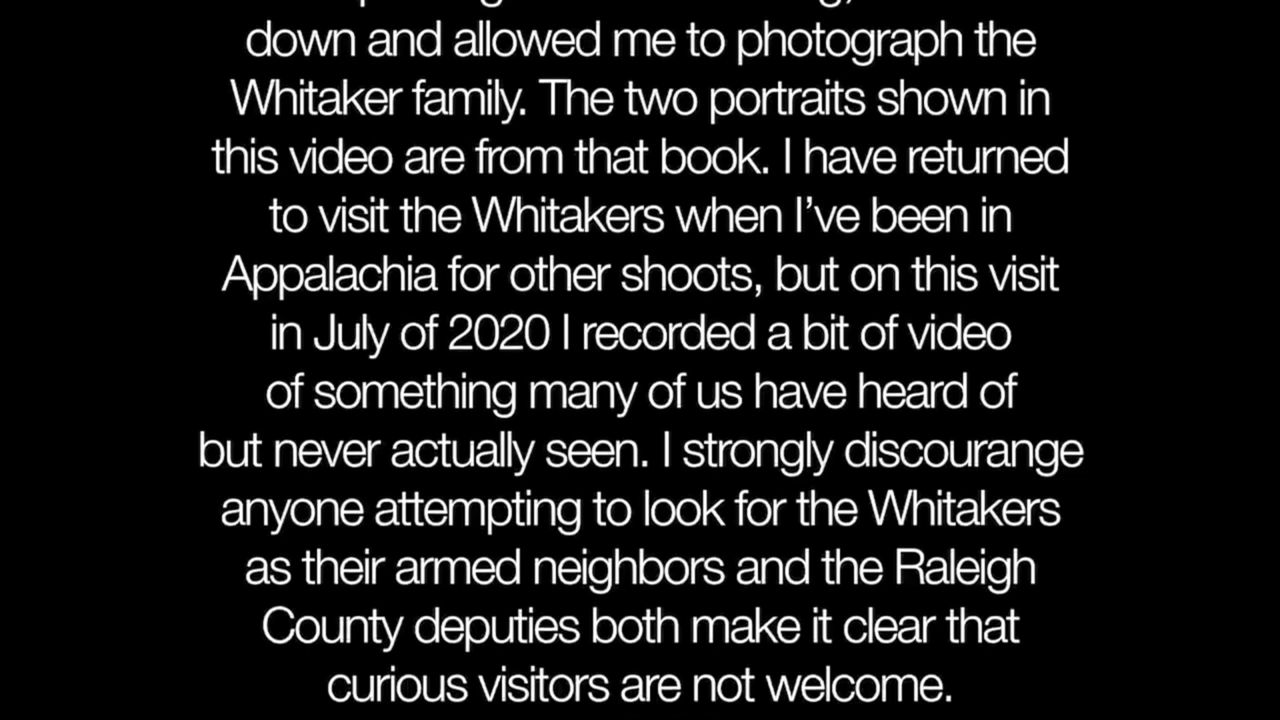 down and allowed me to photograph the
Whitaker family. The two portraits shown in
this video are from that book. I have returned
to visit the Whitakers when I've been in
Appalachia for other shoots, but on this visit
in July of 2020 I recorded a bit of video
of something many of us have heard of
but never actually seen. I strongly discourange
anyone attempting to look for the Whitakers
as their armed neighbors and the Raleigh
County deputies both make it clear that
curious visitors are not welcome.